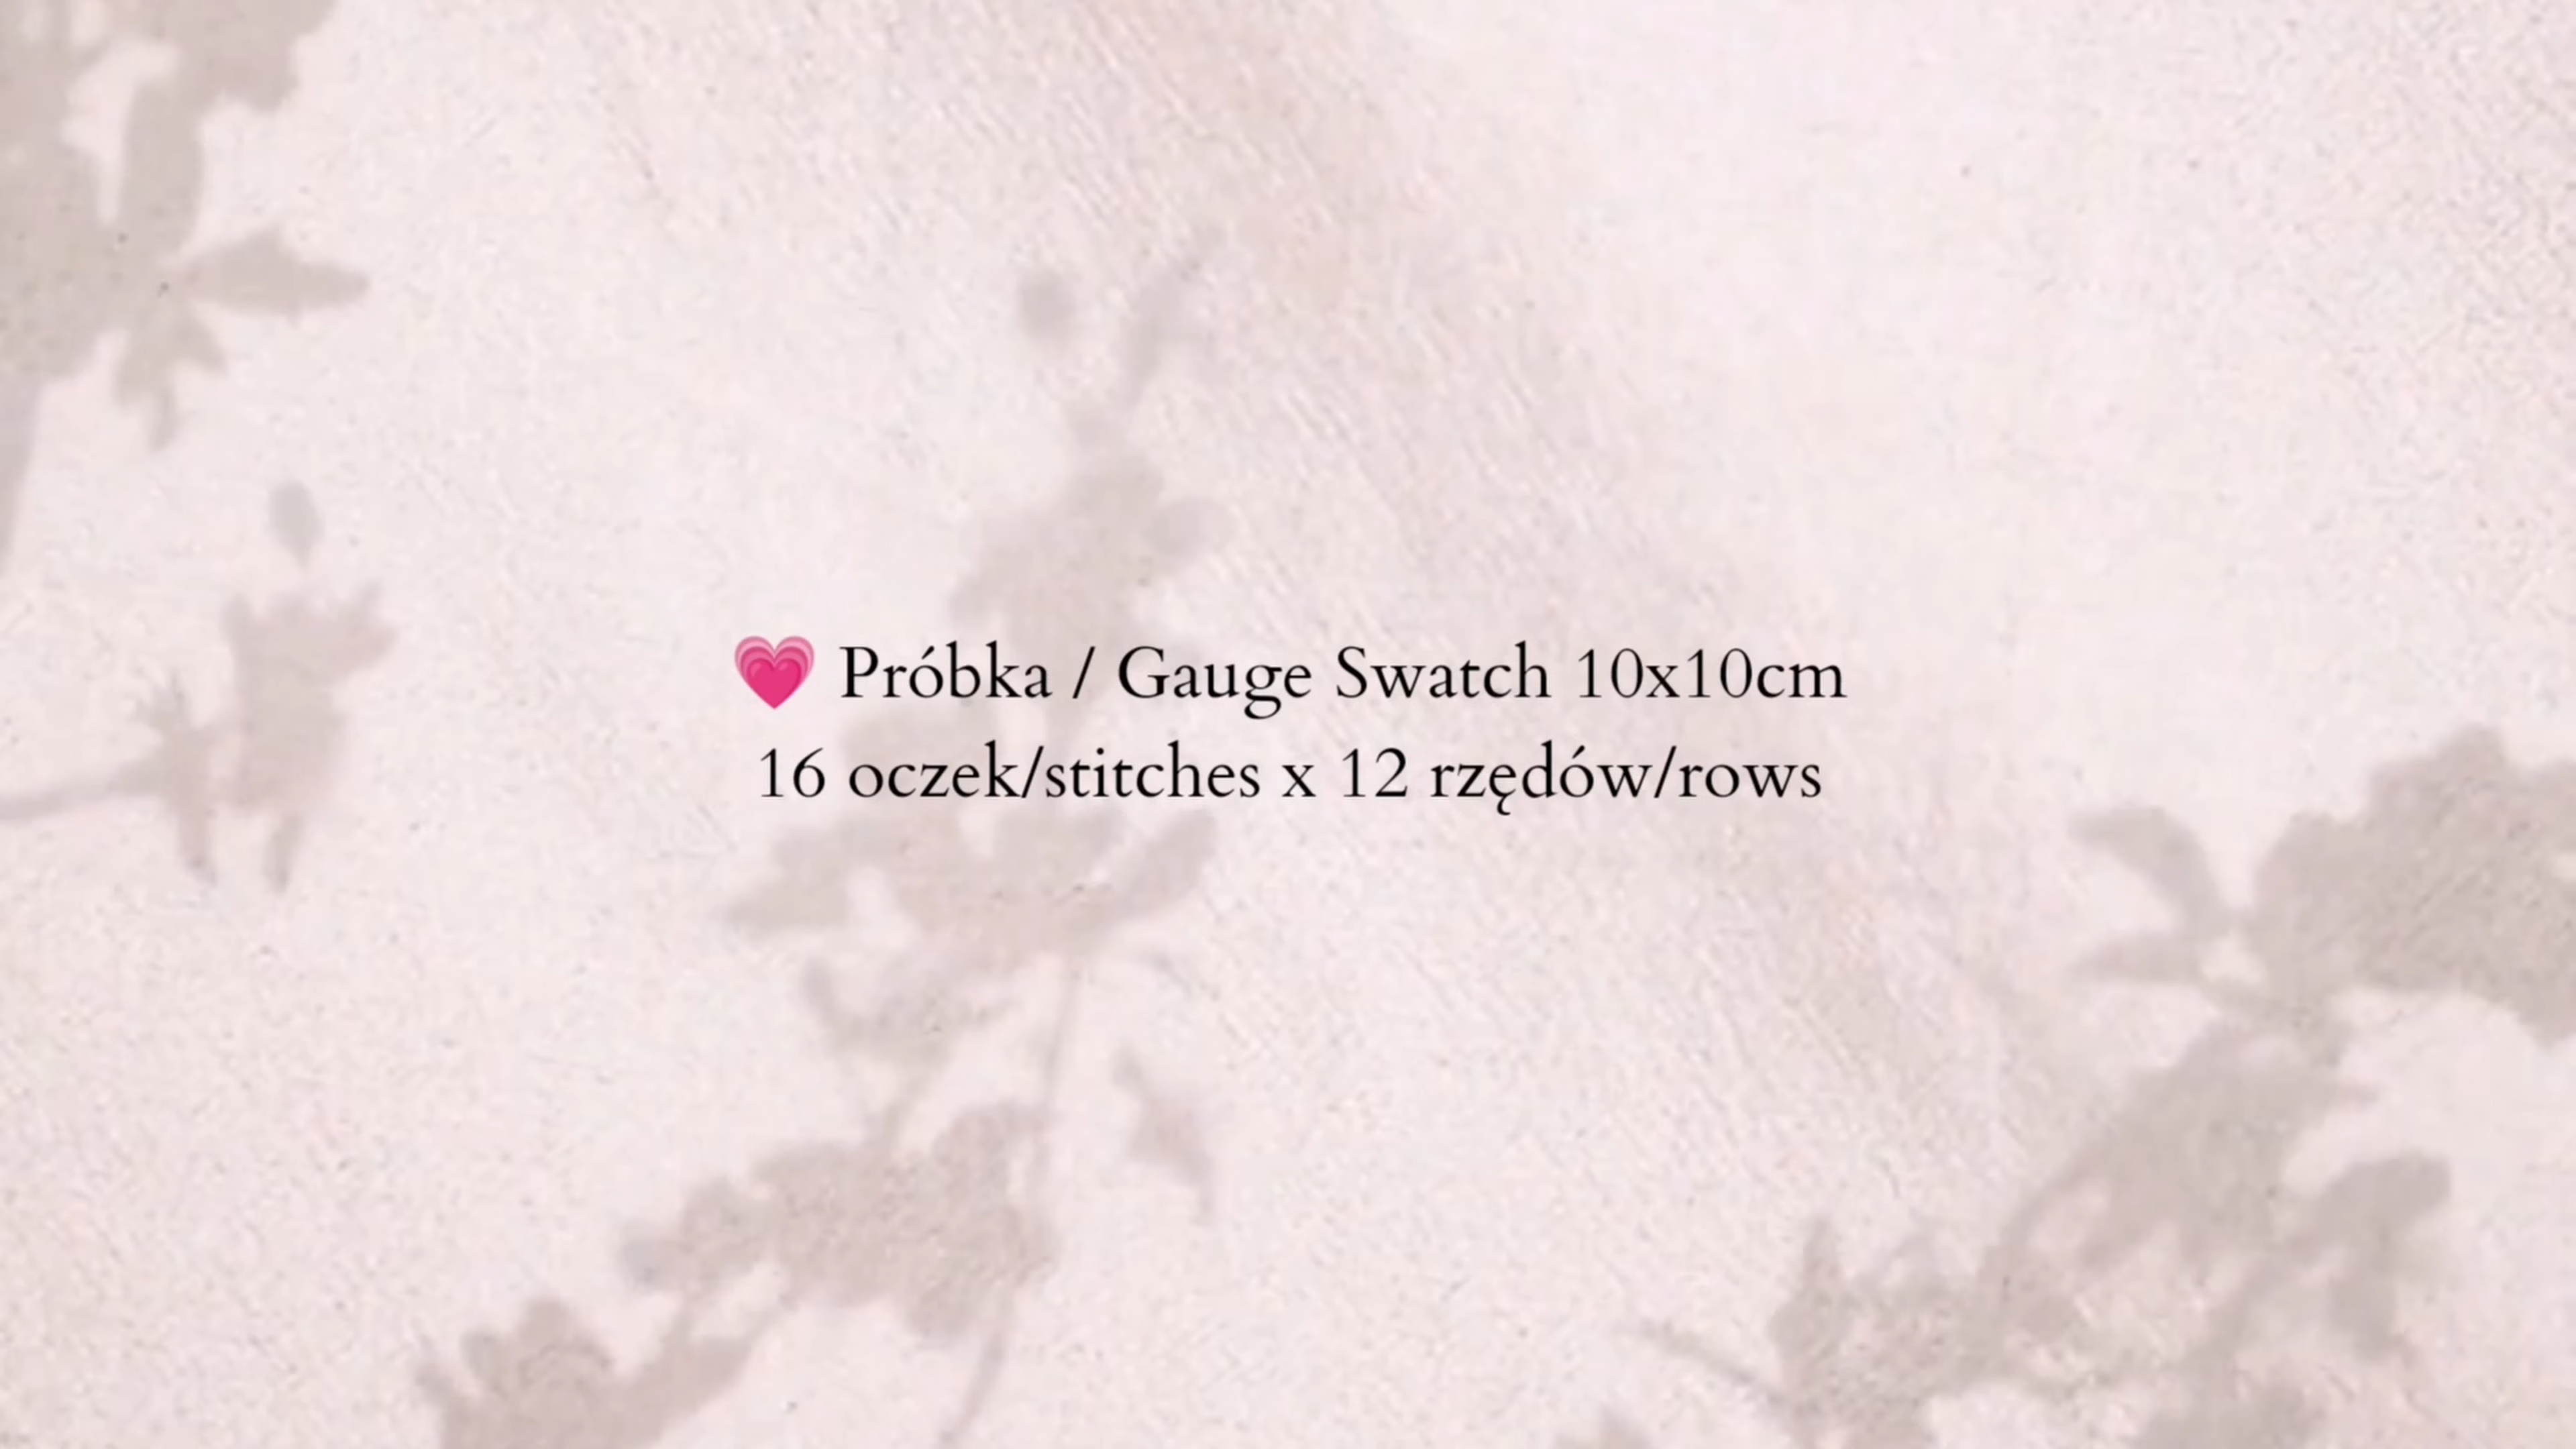 💗 Próbka / Gauge Swatch 10x10cm
16 oczek/stitches x 12 rzędów/rows